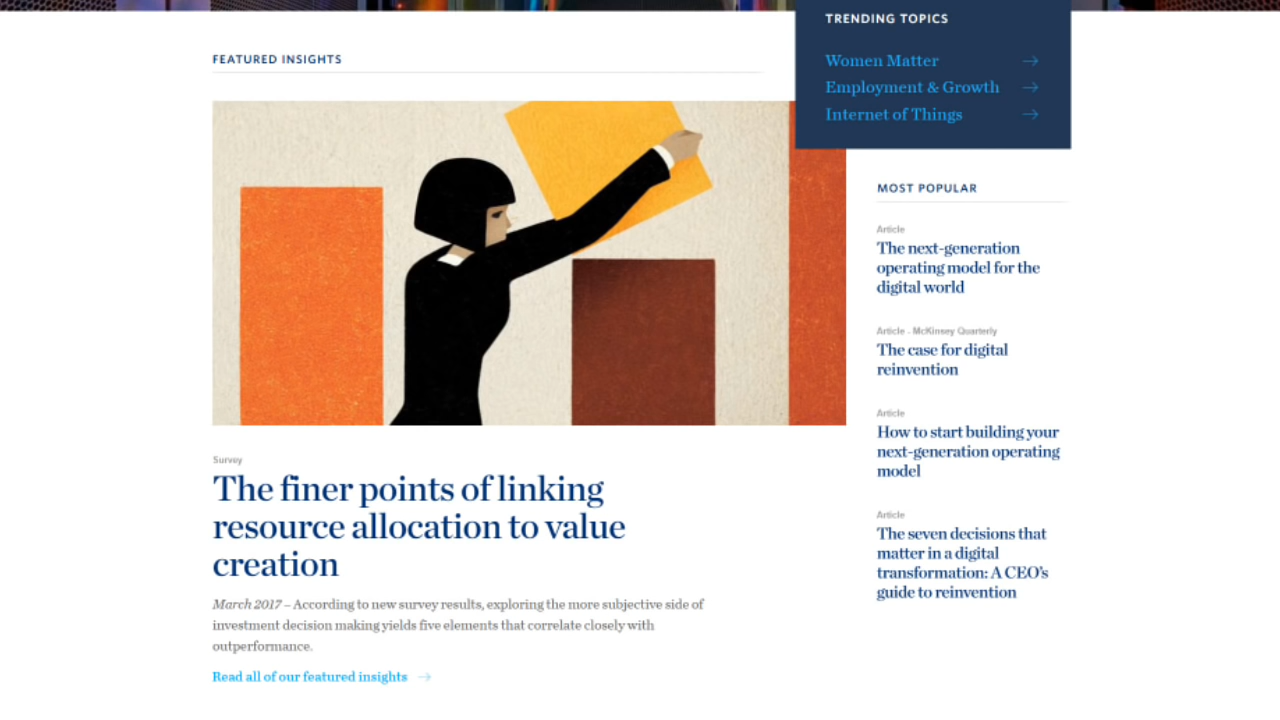 TRENDING TOPICS
Women Matter
Employment & Growth
Internet of Things
FEATURED INSIGHTS
Survey
The finer points of linking
resource allocation to value
creation
March 2017 – According to new survey results, exploring the more subjective side of
investment decision making yields five elements that correlate closely with
outperformance.
Read all of our featured insights
MOST POPULAR
Article
The next-generation
operating model for the
digital world
Article - McKinsey Quarterly
The case for digital
reinvention
Article
How to start building your
next-generation operating
model
Article
The seven decisions that
matter in a digital
transformation: A CEO's
guide to reinvention